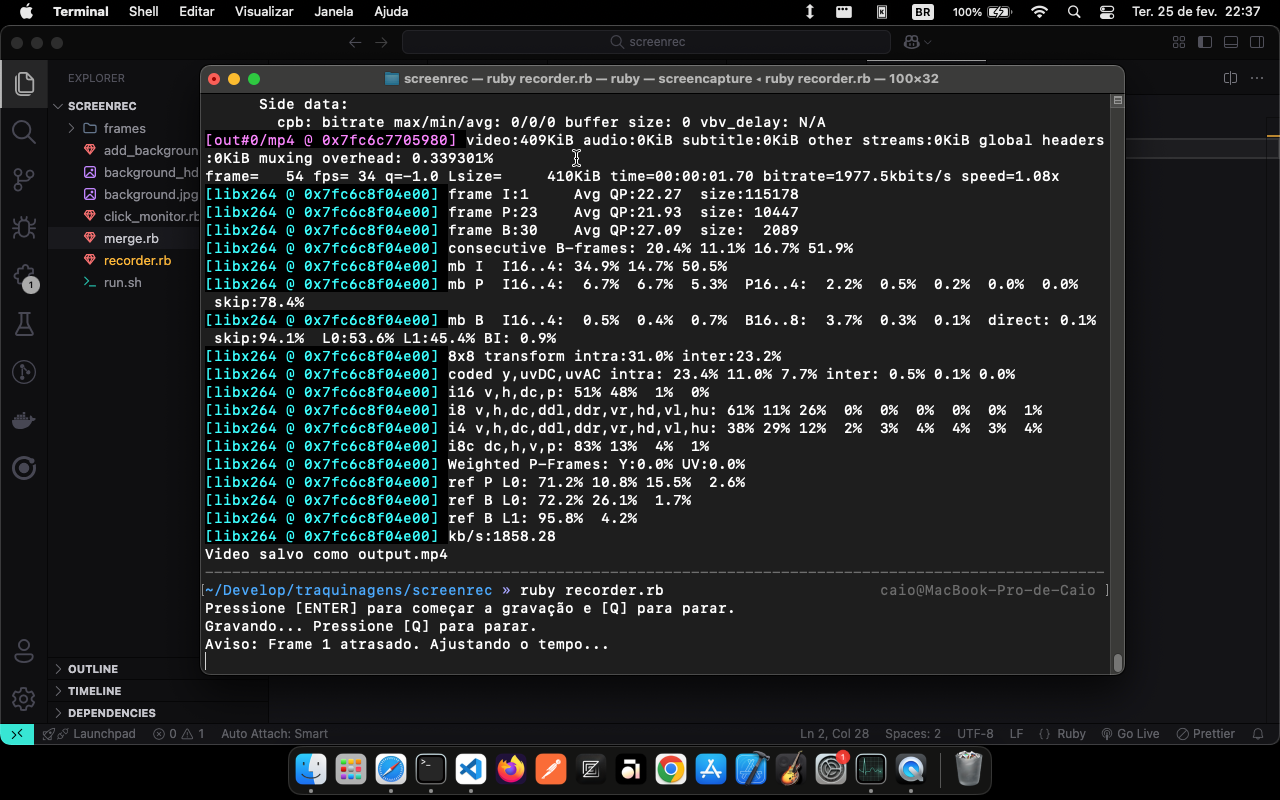 Terminal Shell Editar Visualizar Janela Ajuda BR 100% Ter. 25 de fev. 22:37
screenrec
EXPLORER
SCREENREC
frames
add_backgroun
background_hd
background.jpg
click_monitor.rb
merge.rb
recorder.rb
run.sh
1
OUTLINE
TIMELINE
DEPENDENCIES
screenrec — ruby recorder.rb — ruby — screencapture ◂ ruby recorder.rb — 100×32
Side data:
cpb: bitrate max/min/avg: 0/0/0 buffer size: 0 vbv_delay: N/A
[out#0/mp4 @ 0x7fc6c7705980] video:409KiB audio:0KiB subtitle:0KiB other streams:0KiB global headers
:0KiB muxing overhead: 0.339301%
frame=   54 fps= 34 q=-1.0 Lsize=     410KiB time=00:00:01.70 bitrate=1977.5kbits/s speed=1.08x
[libx264 @ 0x7fc6c8f04e00] frame I:1     Avg QP:22.27  size:115178
[libx264 @ 0x7fc6c8f04e00] frame P:23    Avg QP:21.93  size: 10447
[libx264 @ 0x7fc6c8f04e00] frame B:30    Avg QP:27.09  size:  2089
[libx264 @ 0x7fc6c8f04e00] consecutive B-frames: 20.4% 11.1% 16.7% 51.9%
[libx264 @ 0x7fc6c8f04e00] mb I  I16..4: 34.9% 14.7% 50.5%
[libx264 @ 0x7fc6c8f04e00] mb P  I16..4:  6.7%  6.7%  5.3%  P16..4:  2.2%  0.5%  0.2%  0.0%  0.0%
skip:78.4%
[libx264 @ 0x7fc6c8f04e00] mb B  I16..4:  0.5%  0.4%  0.7%  B16..8:  3.7%  0.3%  0.1%  direct: 0.1%
skip:94.1%  L0:53.6% L1:45.4% BI: 0.9%
[libx264 @ 0x7fc6c8f04e00] 8x8 transform intra:31.0% inter:23.2%
[libx264 @ 0x7fc6c8f04e00] coded y,uvDC,uvAC intra: 23.4% 11.0% 7.7% inter: 0.5% 0.1% 0.0%
[libx264 @ 0x7fc6c8f04e00] i16 v,h,dc,p: 51% 48%  1%  0%
[libx264 @ 0x7fc6c8f04e00] i8 v,h,dc,ddl,ddr,vr,hd,vl,hu: 61% 11% 26%  0%  0%  0%  0%  0%  1%
[libx264 @ 0x7fc6c8f04e00] i4 v,h,dc,ddl,ddr,vr,hd,vl,hu: 38% 29% 12%  2%  3%  4%  4%  3%  4%
[libx264 @ 0x7fc6c8f04e00] i8c dc,h,v,p: 83% 13%  4%  1%
[libx264 @ 0x7fc6c8f04e00] Weighted P-Frames: Y:0.0% UV:0.0%
[libx264 @ 0x7fc6c8f04e00] ref P L0: 71.2% 10.8% 15.5%  2.6%
[libx264 @ 0x7fc6c8f04e00] ref B L0: 72.2% 26.1%  1.7%
[libx264 @ 0x7fc6c8f04e00] ref B L1: 95.8%  4.2%
[libx264 @ 0x7fc6c8f04e00] kb/s:1858.28
Video salvo como output.mp4
[~/Develop/traquinagens/screenrec » ruby recorder.rb caio@MacBook-Pro-de-Caio ]
Pressione [ENTER] para começar a gravação e [Q] para parar.
Gravando... Pressione [Q] para parar.
Aviso: Frame 1 atrasado. Ajustando o tempo...
Launchpad 0 1 Auto Attach: Smart Ln 2, Col 28 Spaces: 2 UTF-8 LF {} Ruby Go Live Prettier
1